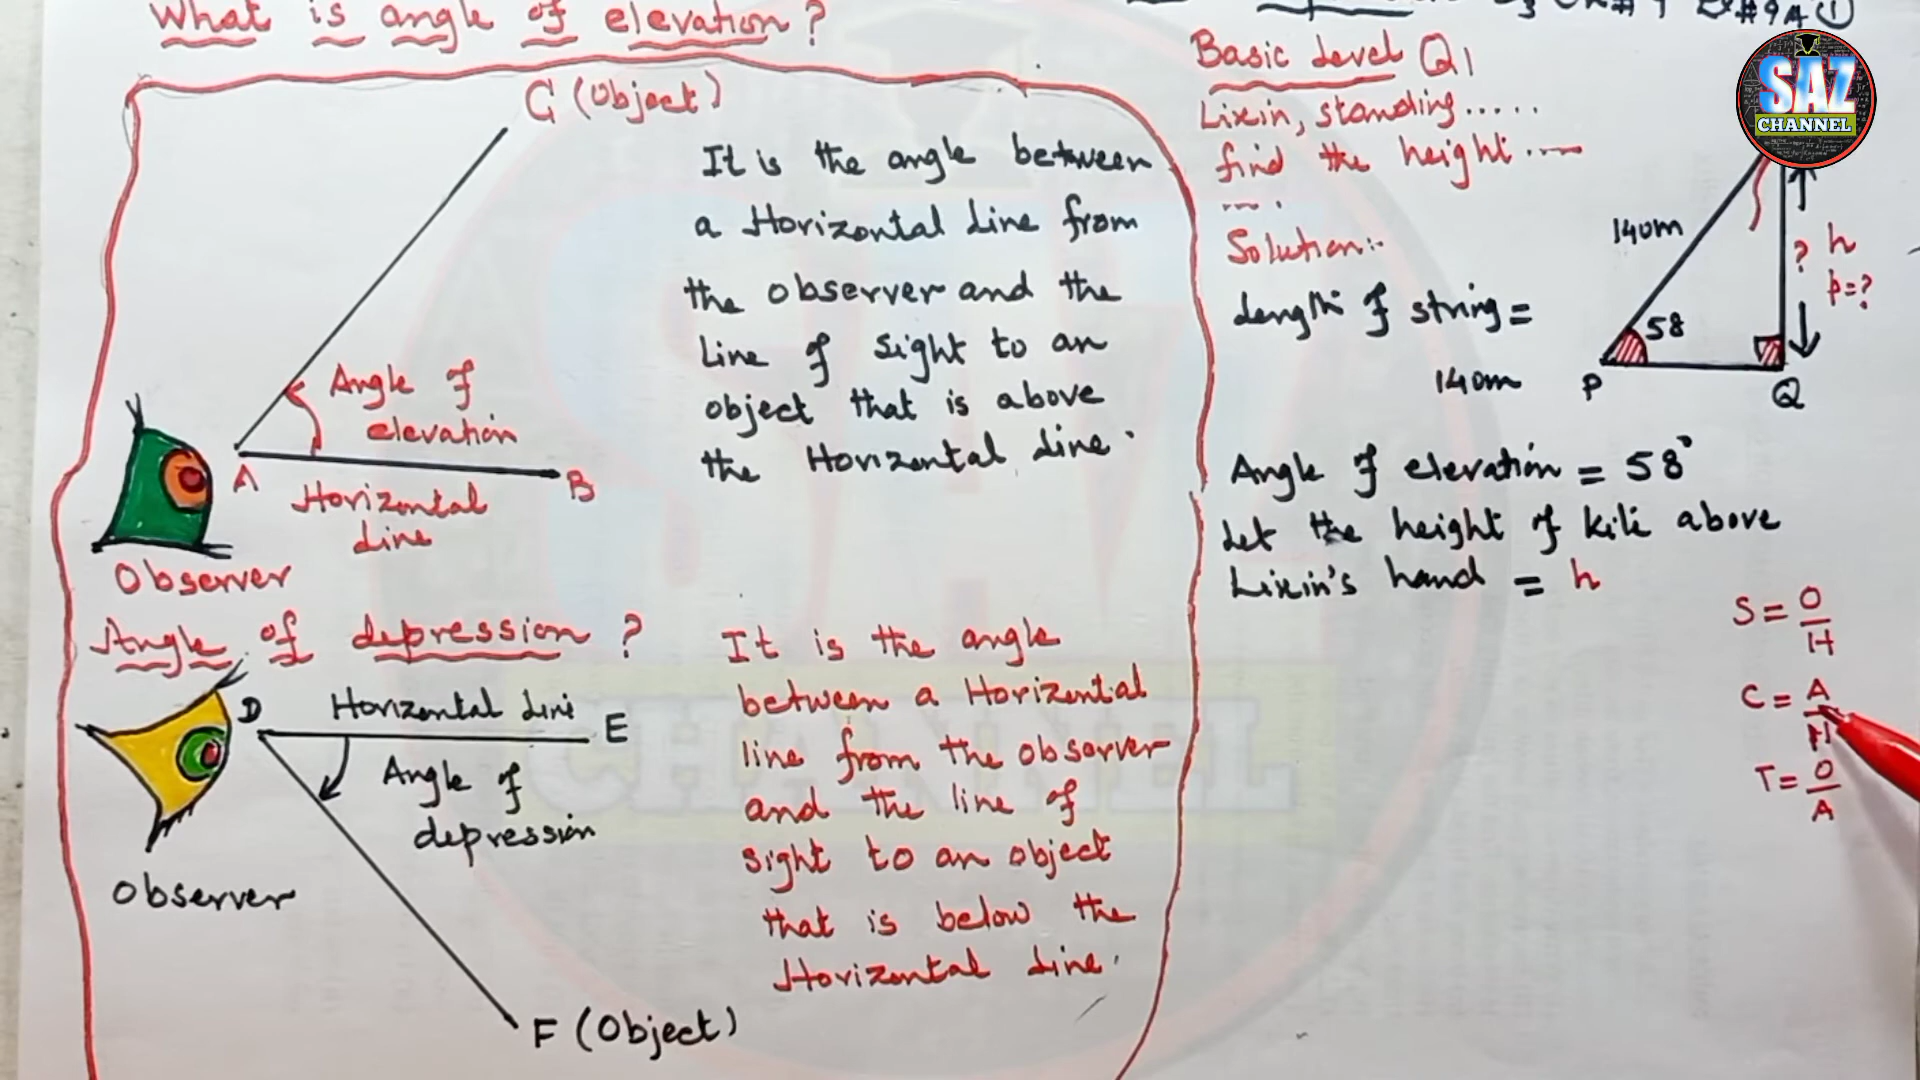 What is angle of elevation?
C (Object)
It is the angle between
a Horizontal Line from
the observer and the
Line of Sight to an
object that is above
the Horizontal Line.
Angle of
elevation
A
B
Horizontal
Line
Observer
Angle of depression ?
D
Horizontal Line
E
Angle of
depression
Observer
F (Object)
It is the angle
between a Horizontal
line from the observer
and the line of
sight to an object
that is below the
Horizontal Line.
Basic Level Q1
Lixin, standing.....
find the height....
....
Solution:-
Length of string =
140m
140m
58
P
Q
? h
p=?
Angle of elevation = 58°
Let the height of kite above
Lixin's hand = h
S = O/H
C = A/H
T = O/A
SAZ
CHANNEL
SAZ
CHANNEL